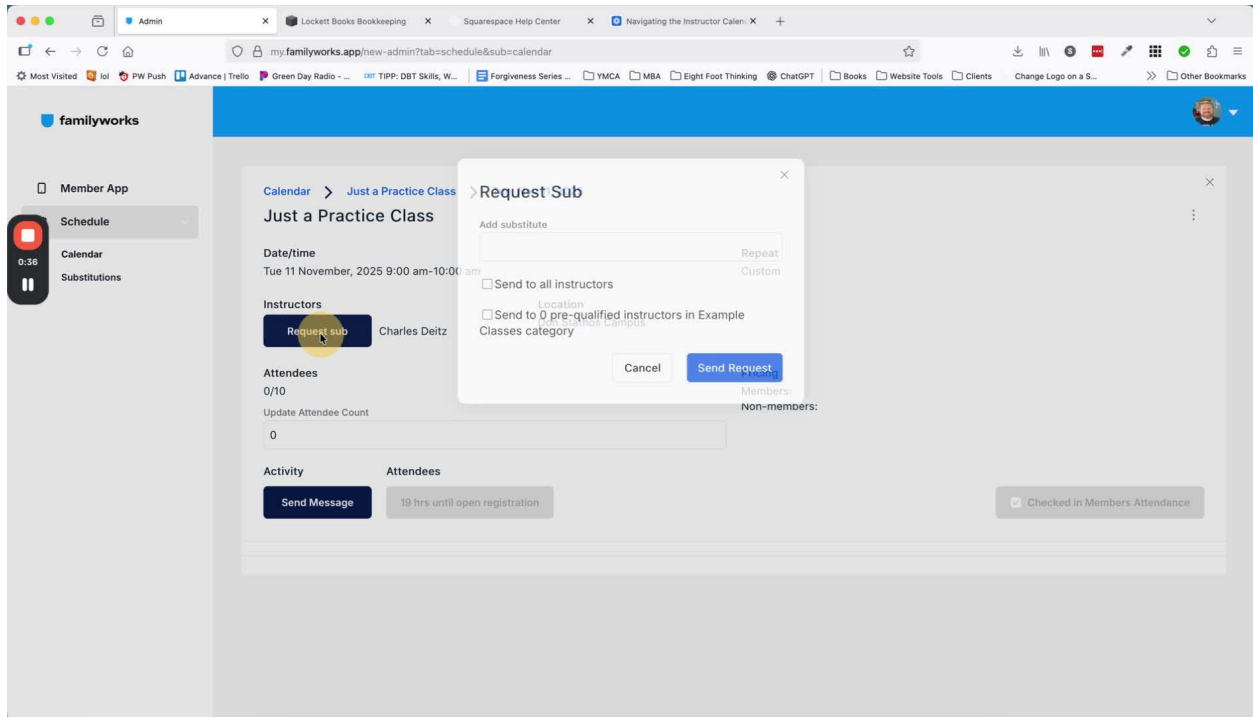 Admin
Lockett Books Bookkeeping
Squarespace Help Center
Navigating the Instructor Calen
my.familyworks.app/new-admin?tab=schedule&sub=calendar
Most Visited
lol
PW Push
Advance | Trello
Green Day Radio - ...
TIPP: DBT Skills, W...
Forgiveness Series ...
YMCA
MBA
Eight Foot Thinking
ChatGPT
Books
Website Tools
Clients
Change Logo on a S...
Other Bookmarks
familyworks
Member App
Schedule
Calendar
Substitutions
0:36
Calendar > Just a Practice Class >
Just a Practice Class
Date/time
Tue 11 November, 2025 9:00 am-10:00 am
Repeat
Custom
Instructors
Request sub
Charles Deitz
Location
Don Stathos Campus
Attendees
0/10
Update Attendee Count
0
Pricing
Members:
Non-members:
Activity
Attendees
Send Message
19 hrs until open registration
Checked in Members Attendance
Request Sub
Add substitute
Send to all instructors
Send to 0 pre-qualified instructors in Example
Classes category
Cancel
Send Request